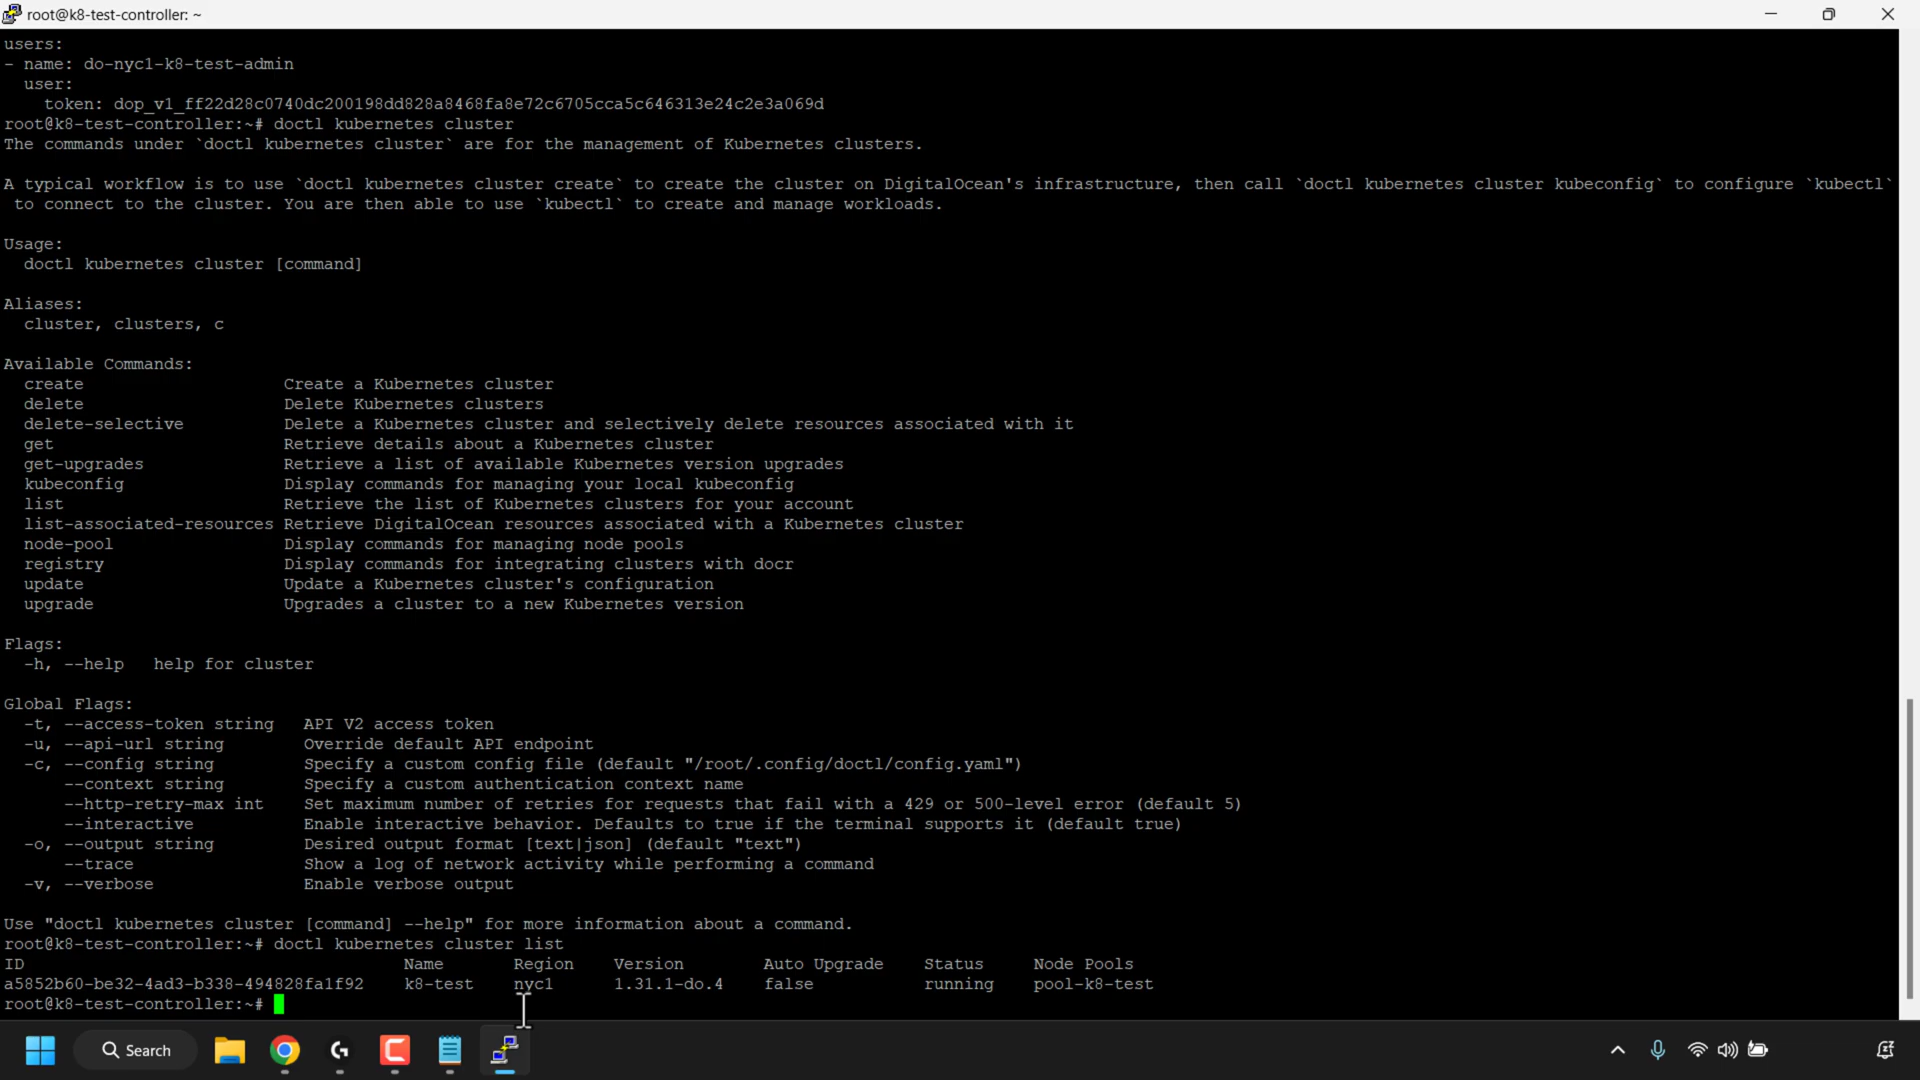 root@k8-test-controller: ~
users:
- name: do-nyc1-k8-test-admin
  user:
    token: dop_v1_ff22d28c0740dc200198dd828a8468fa8e72c6705cca5c646313e24c2e3a069d
root@k8-test-controller:~# doctl kubernetes cluster
The commands under `doctl kubernetes cluster` are for the management of Kubernetes clusters.
A typical workflow is to use `doctl kubernetes cluster create` to create the cluster on DigitalOcean's infrastructure, then call `doctl kubernetes cluster kubeconfig` to configure `kubectl`
 to connect to the cluster. You are then able to use `kubectl` to create and manage workloads.
Usage:
  doctl kubernetes cluster [command]
Aliases:
  cluster, clusters, c
Available Commands:
  create                    Create a Kubernetes cluster
  delete                    Delete Kubernetes clusters
  delete-selective          Delete a Kubernetes cluster and selectively delete resources associated with it
  get                       Retrieve details about a Kubernetes cluster
  get-upgrades              Retrieve a list of available Kubernetes version upgrades
  kubeconfig                Display commands for managing your local kubeconfig
  list                      Retrieve the list of Kubernetes clusters for your account
  list-associated-resources Retrieve DigitalOcean resources associated with a Kubernetes cluster
  node-pool                 Display commands for managing node pools
  registry                  Display commands for integrating clusters with docr
  update                    Update a Kubernetes cluster's configuration
  upgrade                   Upgrades a cluster to a new Kubernetes version
Flags:
  -h, --help   help for cluster
Global Flags:
  -t, --access-token string   API V2 access token
  -u, --api-url string        Override default API endpoint
  -c, --config string         Specify a custom config file (default "/root/.config/doctl/config.yaml")
      --context string        Specify a custom authentication context name
      --http-retry-max int    Set maximum number of retries for requests that fail with a 429 or 500-level error (default 5)
      --interactive           Enable interactive behavior. Defaults to true if the terminal supports it (default true)
  -o, --output string         Desired output format [text|json] (default "text")
      --trace                 Show a log of network activity while performing a command
  -v, --verbose               Enable verbose output
Use "doctl kubernetes cluster [command] --help" for more information about a command.
root@k8-test-controller:~# doctl kubernetes cluster list
ID                                      Name       Region    Version        Auto Upgrade    Status     Node Pools
a5852b60-be32-4ad3-b338-494828fa1f92    k8-test    nyc1      1.31.1-do.4    false           running    pool-k8-test
root@k8-test-controller:~#
Search